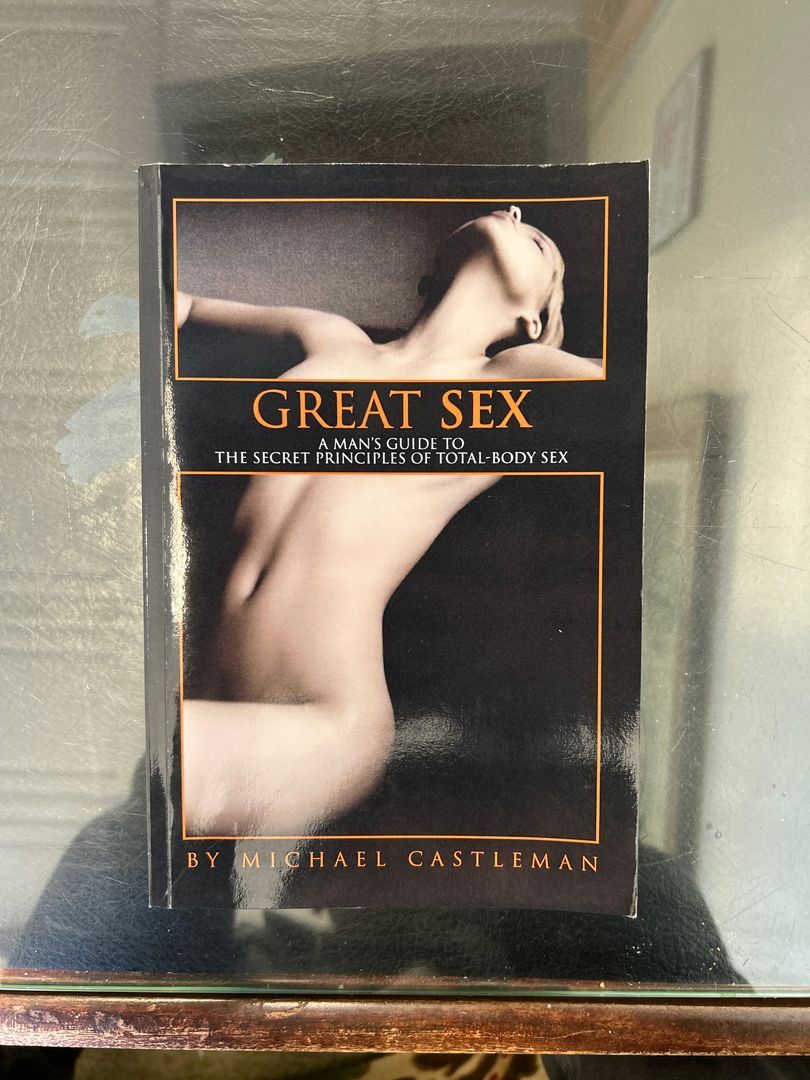 GREAT SEX
A MAN'S GUIDE TO
THE SECRET PRINCIPLES OF TOTAL-BODY SEX
BY MICHAEL CASTLEMAN